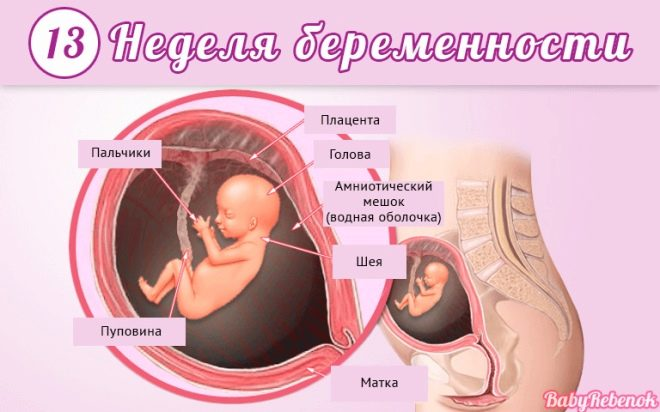 13 Неделя беременности
Плацента
Пальчики
Голова
Амниотический
мешок
(водная оболочка)
Шея
Пуповина
Матка
BabyRebenok